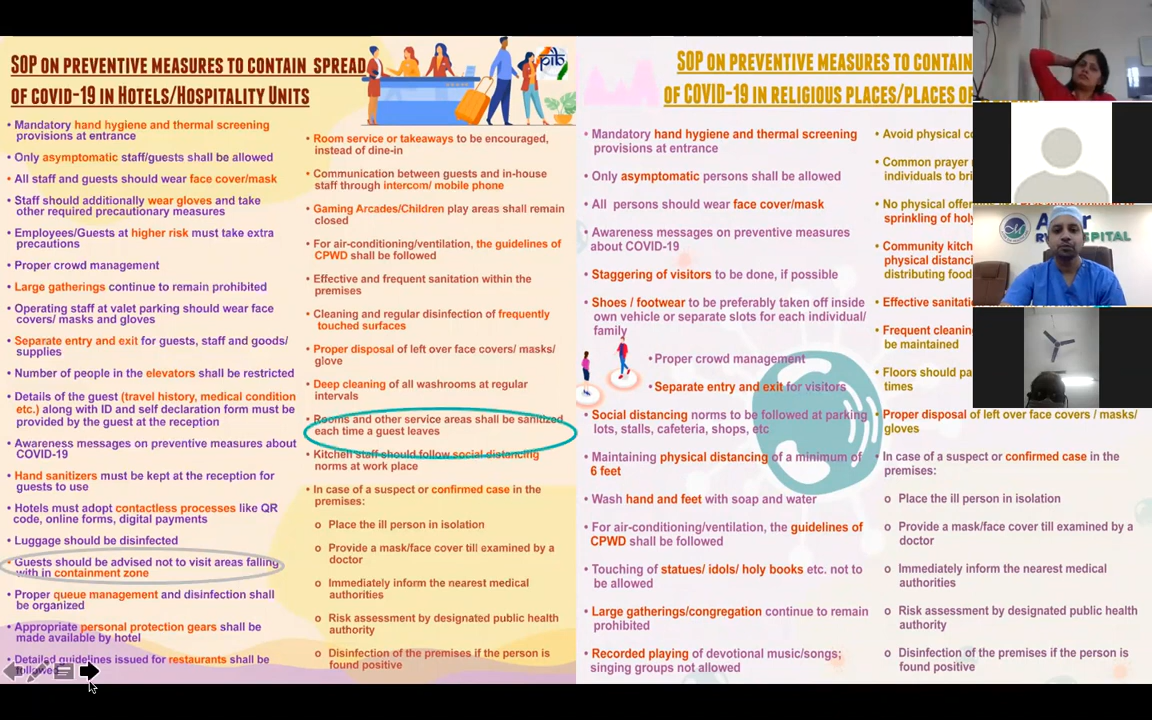 SOP ON PREVENTIVE MEASURES TO CONTAIN SPREAD
OF COVID-19 IN HOTELS/HOSPITALITY UNITS
pib
• Mandatory hand hygiene and thermal screening
provisions at entrance
• Only asymptomatic staff/guests shall be allowed
• All staff and guests should wear face cover/mask
• Staff should additionally wear gloves and take
other required precautionary measures
• Employees/Guests at higher risk must take extra
precautions
• Proper crowd management
• Large gatherings continue to remain prohibited
• Operating staff at valet parking should wear face
covers/ masks and gloves
• Separate entry and exit for guests, staff and goods/
supplies
• Number of people in the elevators shall be restricted
• Details of the guest (travel history, medical condition
etc.) along with ID and self declaration form must be
provided by the guest at the reception
• Awareness messages on preventive measures about
COVID-19
• Hand sanitizers must be kept at the reception for
guests to use
• Hotels must adopt contactless processes like QR
code, online forms, digital payments
• Luggage should be disinfected
• Guests should be advised not to visit areas falling
with in containment zone
• Proper queue management and disinfection shall
be organized
• Appropriate personal protection gears shall be
made available by hotel
• Detailed guidelines issued for restaurants shall be
followed
• Room service or takeaways to be encouraged,
instead of dine-in
• Communication between guests and in-house
staff through intercom/ mobile phone
• Gaming Arcades/Children play areas shall remain
closed
• For air-conditioning/ventilation, the guidelines of
CPWD shall be followed
• Effective and frequent sanitation within the
premises
• Cleaning and regular disinfection of frequently
touched surfaces
• Proper disposal of left over face covers/ masks/
glove
• Deep cleaning of all washrooms at regular
intervals
• Rooms and other service areas shall be sanitized
each time a guest leaves
• Kitchen staff should follow social distancing
norms at work place
• In case of a suspect or confirmed case in the
premises:
o Place the ill person in isolation
o Provide a mask/face cover till examined by a
doctor
o Immediately inform the nearest medical
authorities
o Risk assessment by designated public health
authority
o Disinfection of the premises if the person is
found positive
SOP ON PREVENTIVE MEASURES TO CONTAIN
OF COVID-19 IN RELIGIOUS PLACES/PLACES
• Mandatory hand hygiene and thermal screening
provisions at entrance
• Only asymptomatic persons shall be allowed
• All persons should wear face cover/mask
• Awareness messages on preventive measures
about COVID-19
• Staggering of visitors to be done, if possible
• Shoes / footwear to be preferably taken off inside
own vehicle or separate slots for each individual/
family
• Proper crowd management
• Separate entry and exit for visitors
• Social distancing norms to be followed at parking
lots, stalls, cafeteria, shops, etc
• Maintaining physical distancing of a minimum of
6 feet
• Wash hand and feet with soap and water
• For air-conditioning/ventilation, the guidelines of
CPWD shall be followed
• Touching of statues/ idols/ holy books etc. not to
be allowed
• Large gatherings/congregation continue to remain
prohibited
• Recorded playing of devotional music/songs;
singing groups not allowed
• Avoid physical
• Common prayer
individuals to
• No physical
sprinkling of
• Community
physical
distributing food
• Effective
• Frequent
be maintained
• Floors should
times
• Proper disposal of left over face covers / masks/
gloves
• In case of a suspect or confirmed case in the
premises:
o Place the ill person in isolation
o Provide a mask/face cover till examined by a
doctor
o Immediately inform the nearest medical
authorities
o Risk assessment by designated public health
authority
o Disinfection of the premises if the person is
found positive